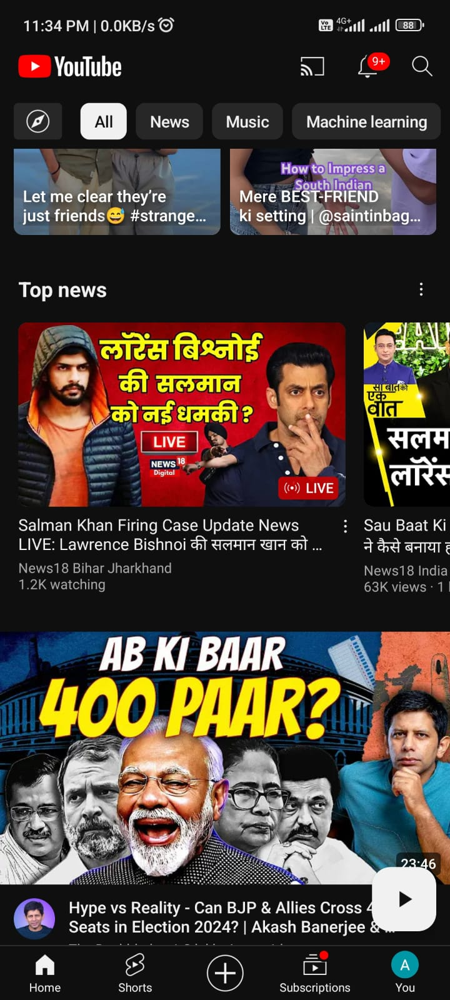 11:34 PM | 0.0KB/s
Vo LTE 4G+ 88
YouTube
9+
All News Music Machine learning
Let me clear they're
just friends😅 #strange...
How to Impress a
South Indian
Mere BEST-FRIEND
ki setting | @saintinbag...
Top news
लॉरेंस बिश्नोई
की सलमान
को नई धमकी ?
LIVE
NEWS 18
Digital
LIVE
Salman Khan Firing Case Update News
LIVE: Lawrence Bishnoi की सलमान खान को ...
News18 Bihar Jharkhand
1.2K watching
सौ बात की
एक
बात
सलम
लॉरेंस
Sau Baat Ki
ने कैसे बनाया
News18 India
63K views · 1
AB KI BAAR
400 PAAR?
23:46
Hype vs Reality - Can BJP & Allies Cross 4
Seats in Election 2024? | Akash Banerjee & ...
Home Shorts Subscriptions You
A